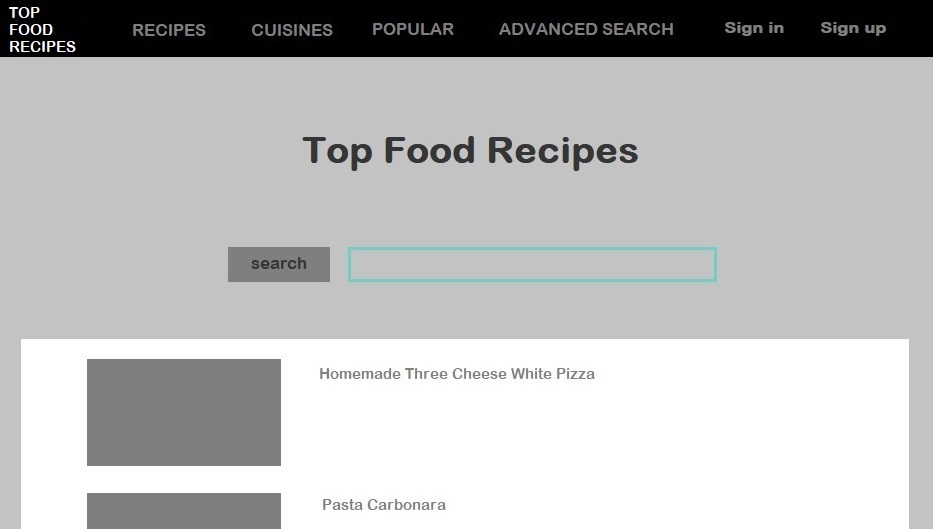 TOP
FOOD
RECIPES
RECIPES
CUISINES
POPULAR
ADVANCED SEARCH
Sign in
Sign up
Top Food Recipes
search
Homemade Three Cheese White Pizza
Pasta Carbonara